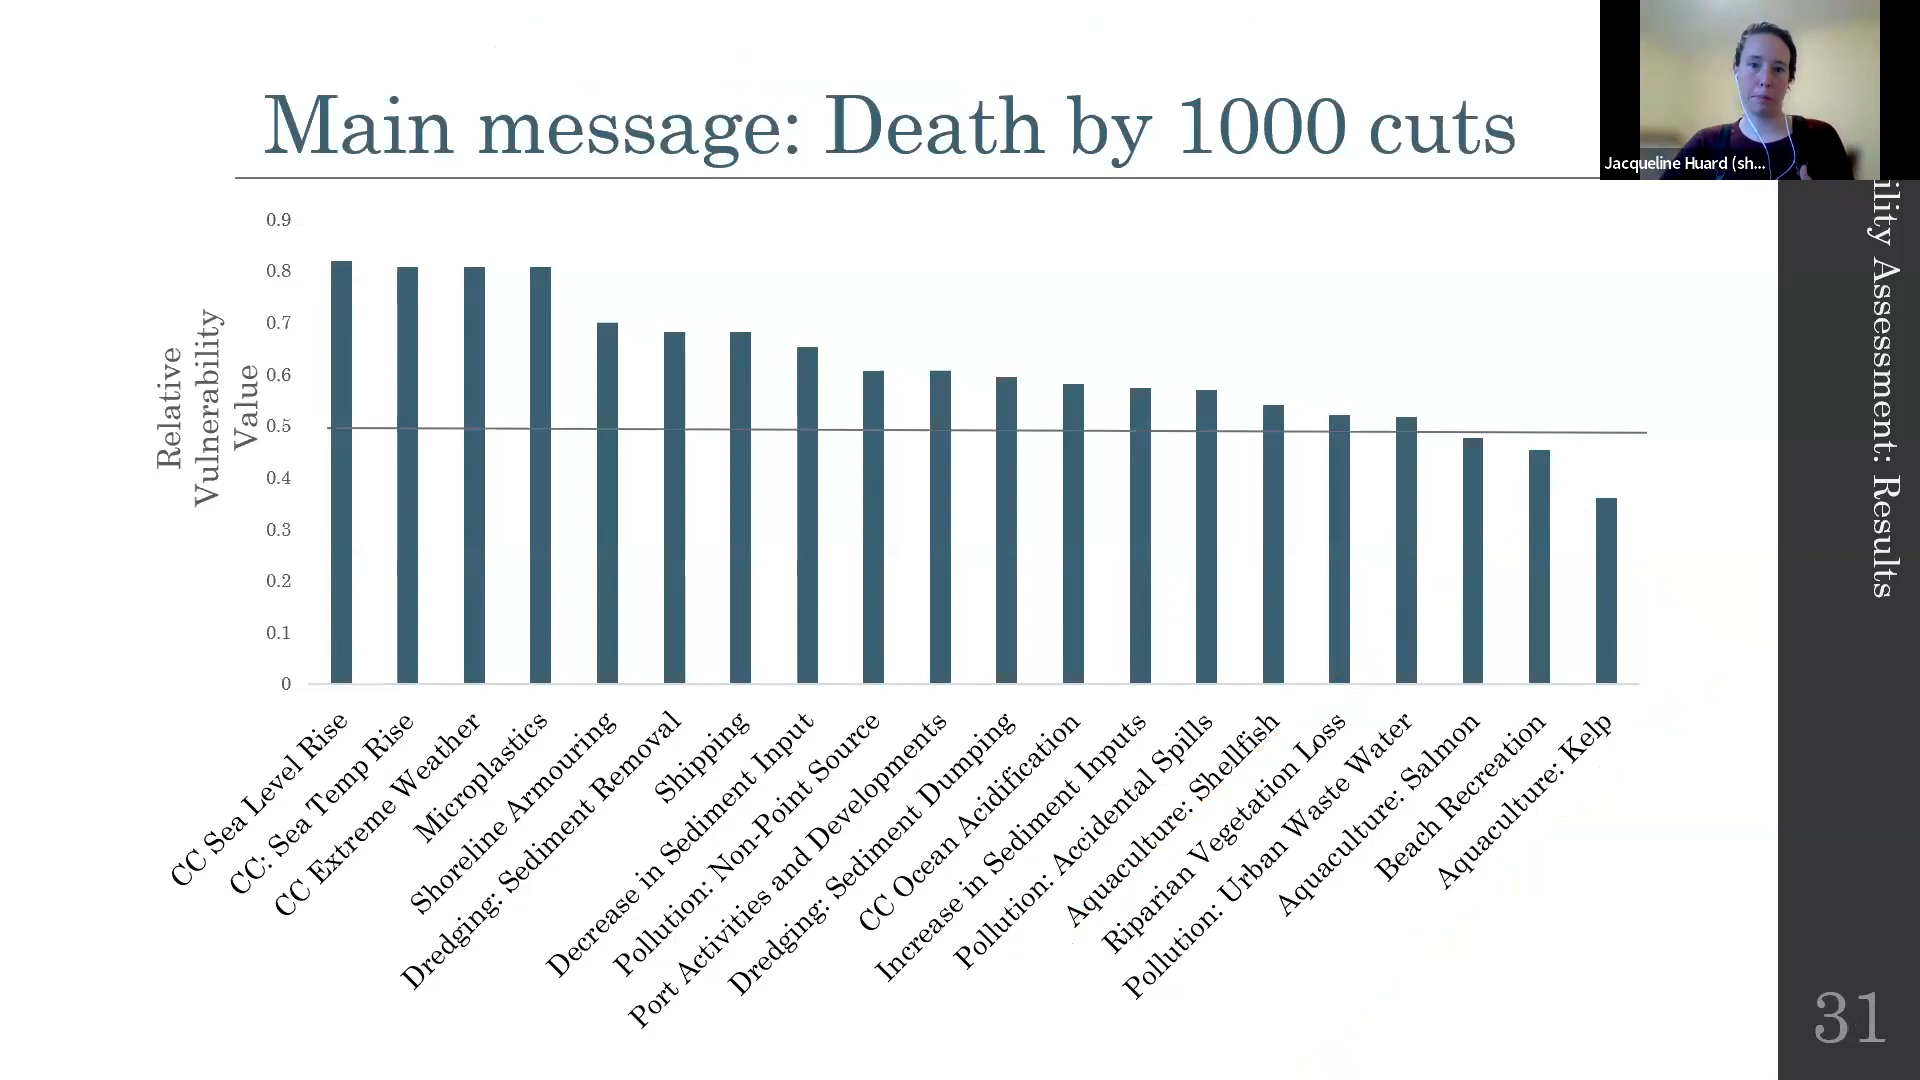 Main message: Death by 1000 cuts
Jacqueline Huard (sh...
ility Assessment: Results
Relative
Vulnerability
Value
0.9
0.8
0.7
0.6
0.5
0.4
0.3
0.2
0.1
0
CC Sea Level Rise
CC: Sea Temp Rise
CC Extreme Weather
Microplastics
Shoreline Armouring
Dredging: Sediment Removal
Shipping
Decrease in Sediment Input
Pollution: Non-Point Source
Port Activities and Developments
Dredging: Sediment Dumping
CC Ocean Acidification
Increase in Sediment Inputs
Pollution: Accidental Spills
Aquaculture: Shellfish
Riparian Vegetation Loss
Pollution: Urban Waste Water
Aquaculture: Salmon
Beach Recreation
Aquaculture: Kelp
31